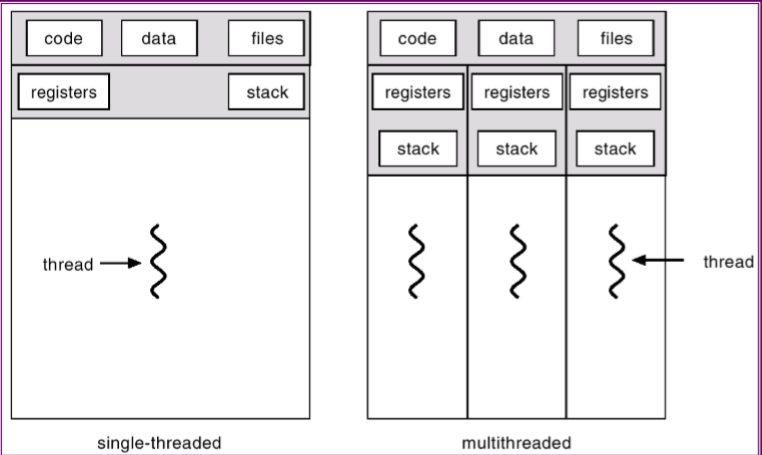 code data files
registers stack
thread
single-threaded
code data files
registers registers registers
stack stack stack
thread
multithreaded